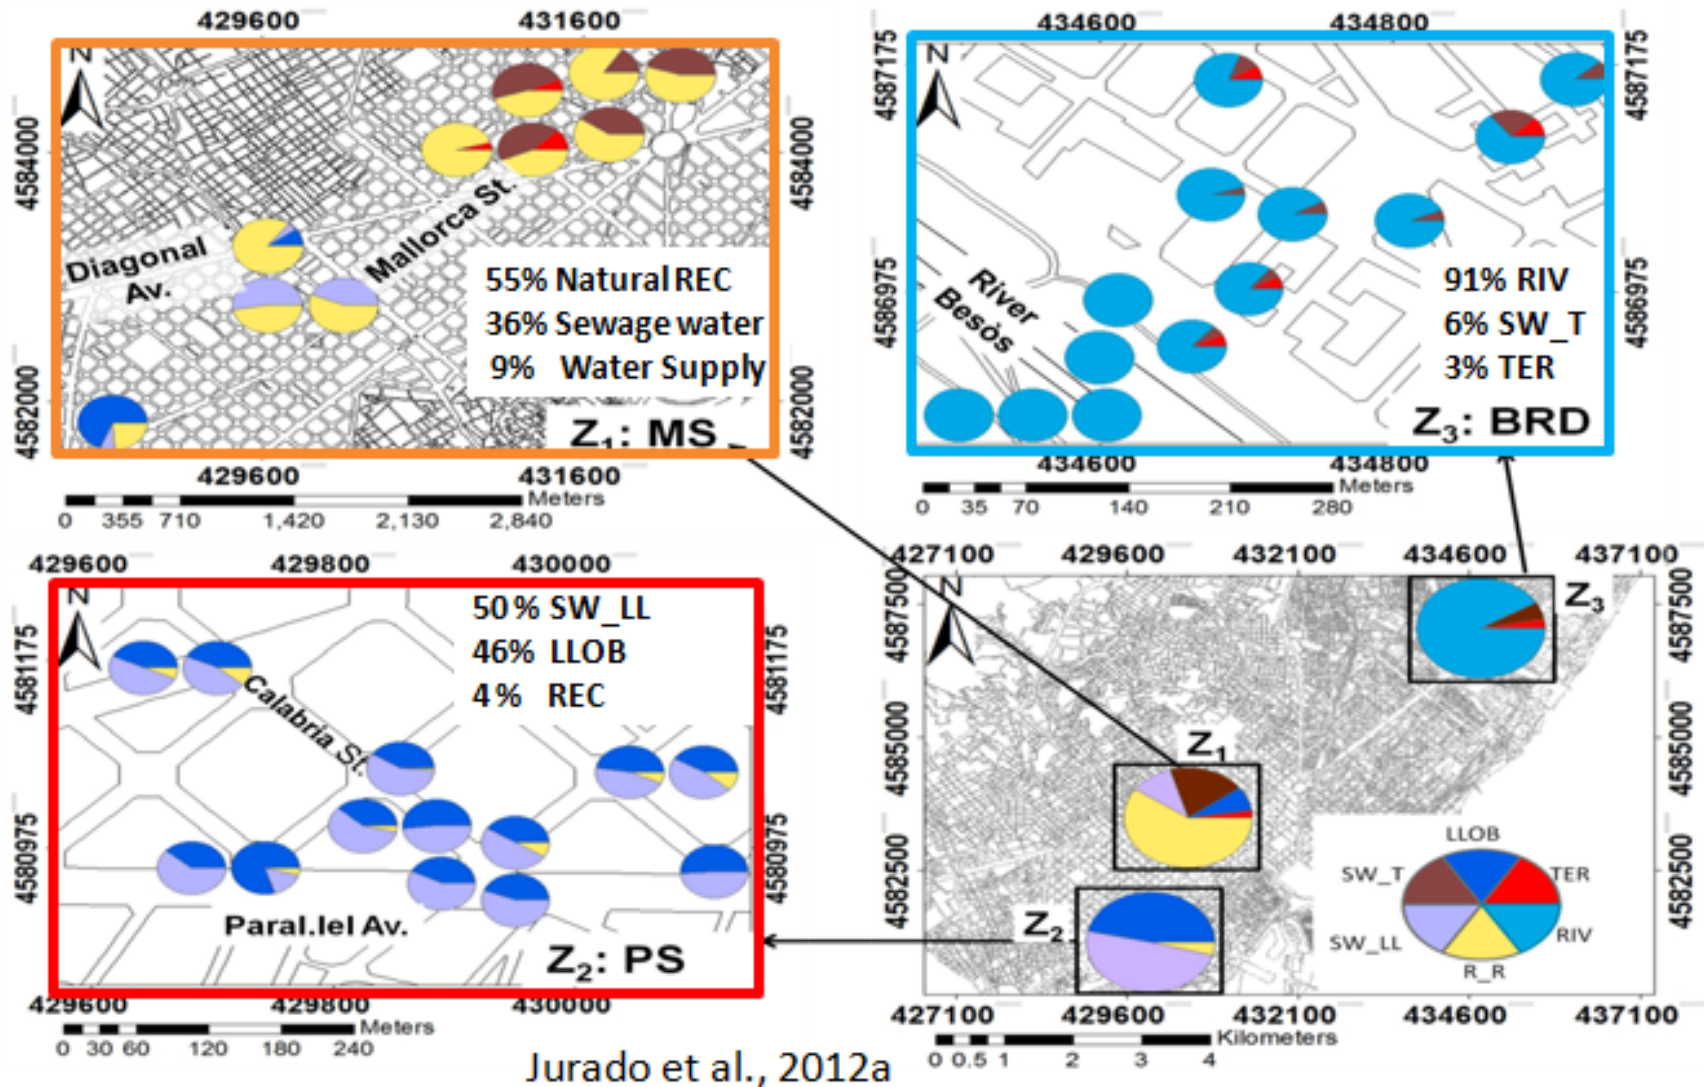 429600 431600
N
4584000 4584000
4582000 4582000
Diagonal
Av.
Mallorca St.
55% Natural REC
36% Sewage water
9% Water Supply
Z1: MS
429600 431600
0 355 710 1,420 2,130 2,840 Meters
434600 434800
N
4587175 4587175
4586975 4586975
River
Besòs
91% RIV
6% SW_T
3% TER
Z3: BRD
434600 434800
0 35 70 140 210 280 Meters
429600 429800 430000
N
4581175 4581175
4580975 4580975
50% SW_LL
46% LLOB
4% REC
Calabria St.
Paral.lel Av.
Z2: PS
429600 429800 430000
0 30 60 120 180 240 Meters
427100 429600 432100 434600 437100
N
4587500 4587500
4585000 4585000
4582500 4582500
Z3
Z1
Z2
LLOB
SW_T TER
SW_LL RIV
R_R
427100 429600 432100 434600 437100
0 0.5 1 2 3 4 Kilometers
Jurado et al., 2012a